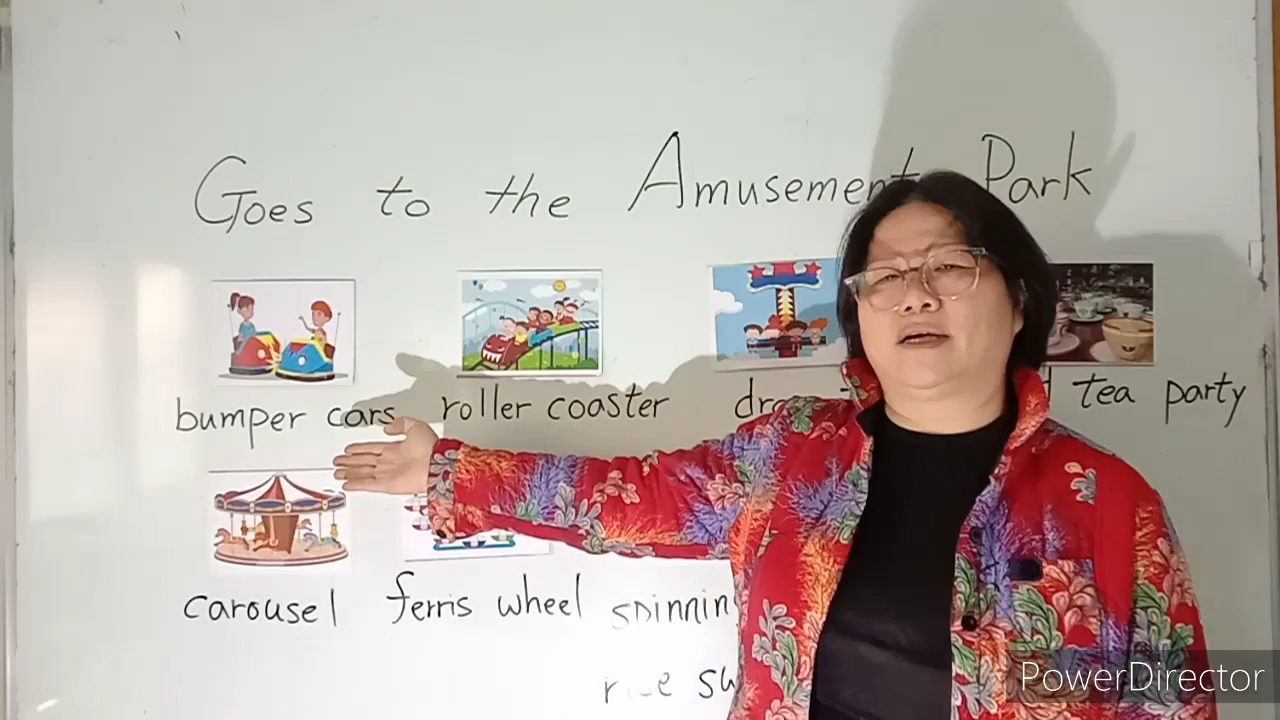 Goes to the Amusement Park
bumper cars roller coaster tea party
carousel ferris wheel
PowerDirector